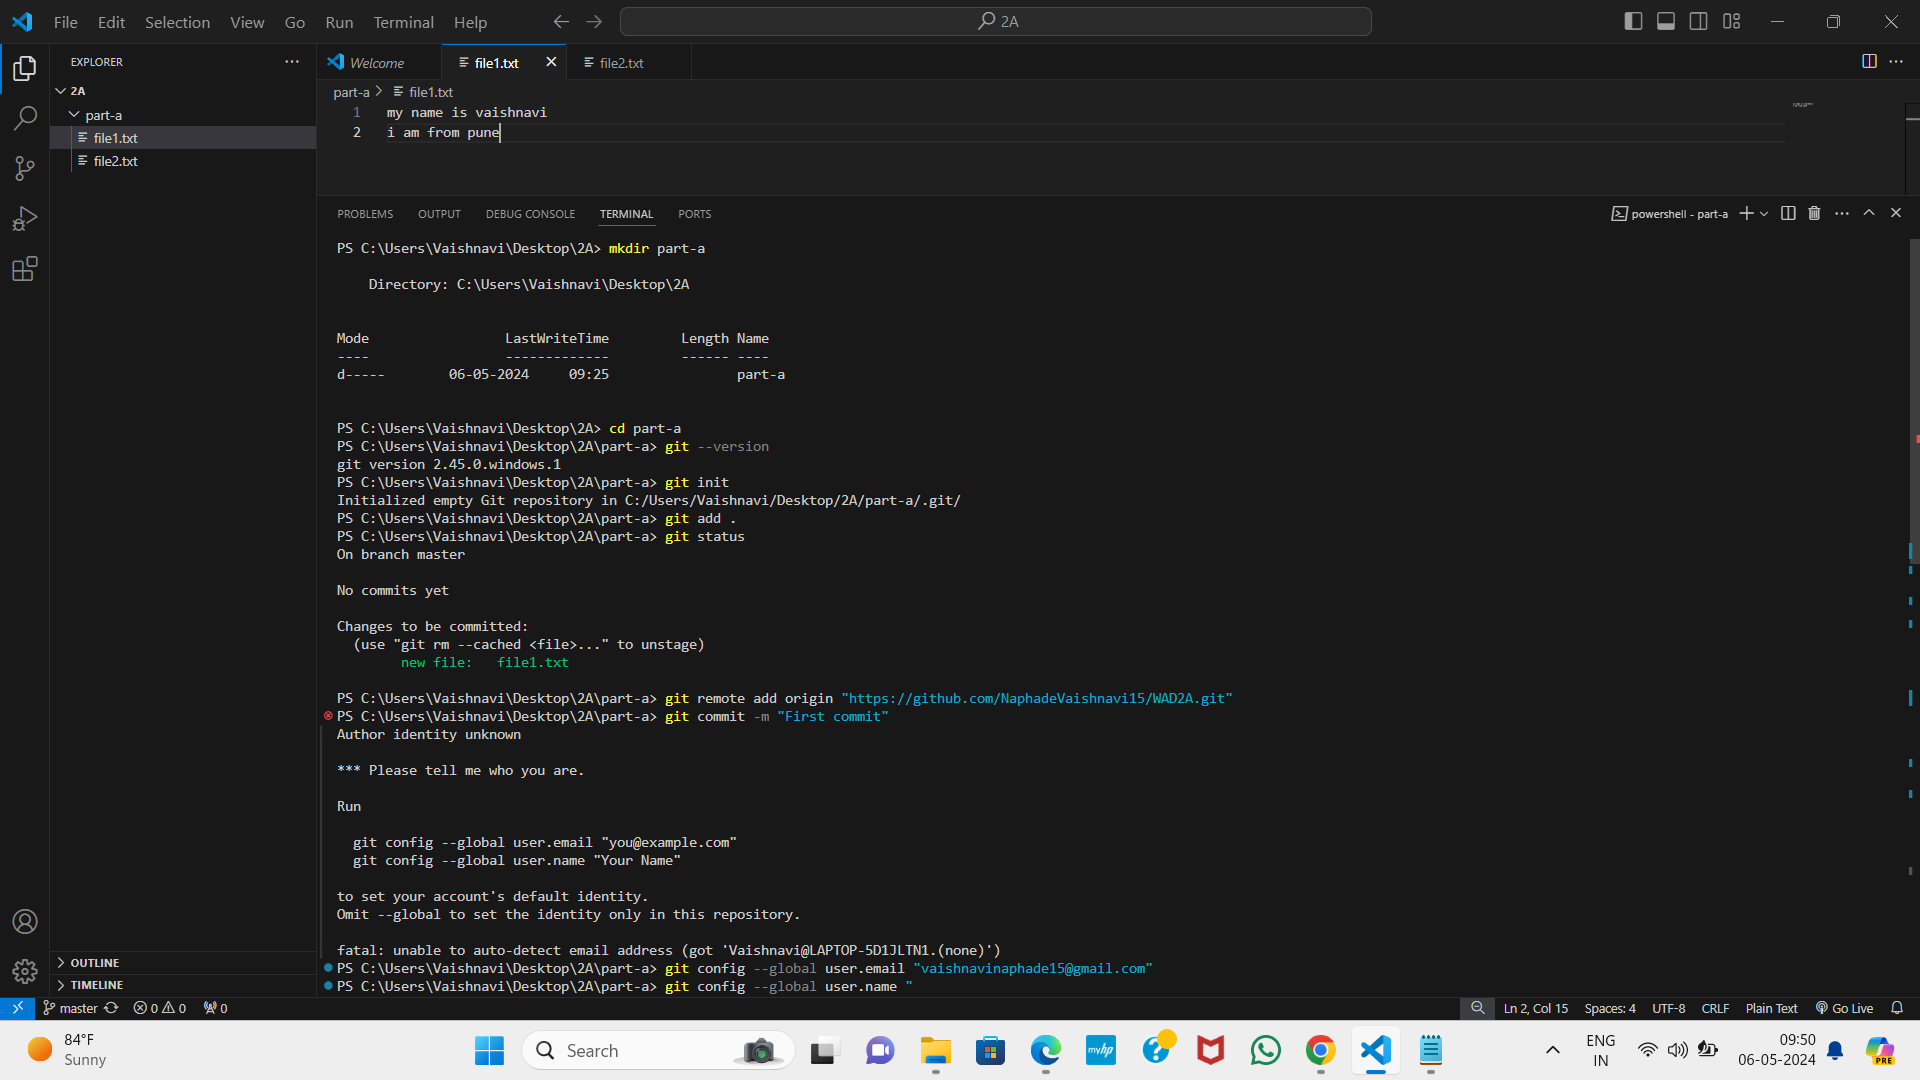 File Edit Selection View Go Run Terminal Help
2A
EXPLORER
2A
part-a
file1.txt
file2.txt
OUTLINE
TIMELINE
Welcome
file1.txt
file2.txt
part-a > file1.txt
1 my name is vaishnavi
2 i am from pune
PROBLEMS OUTPUT DEBUG CONSOLE TERMINAL PORTS
powershell - part-a
PS C:\Users\Vaishnavi\Desktop\2A> mkdir part-a
Directory: C:\Users\Vaishnavi\Desktop\2A
Mode LastWriteTime Length Name
---- ------------- ------ ----
d----- 06-05-2024 09:25 part-a
PS C:\Users\Vaishnavi\Desktop\2A> cd part-a
PS C:\Users\Vaishnavi\Desktop\2A\part-a> git --version
git version 2.45.0.windows.1
PS C:\Users\Vaishnavi\Desktop\2A\part-a> git init
Initialized empty Git repository in C:/Users/Vaishnavi/Desktop/2A/part-a/.git/
PS C:\Users\Vaishnavi\Desktop\2A\part-a> git add .
PS C:\Users\Vaishnavi\Desktop\2A\part-a> git status
On branch master
No commits yet
Changes to be committed:
(use "git rm --cached <file>..." to unstage)
new file: file1.txt
PS C:\Users\Vaishnavi\Desktop\2A\part-a> git remote add origin "https://github.com/NaphadeVaishnavi15/WAD2A.git"
PS C:\Users\Vaishnavi\Desktop\2A\part-a> git commit -m "First commit"
Author identity unknown
*** Please tell me who you are.
Run
git config --global user.email "you@example.com"
git config --global user.name "Your Name"
to set your account's default identity.
Omit --global to set the identity only in this repository.
fatal: unable to auto-detect email address (got 'Vaishnavi@LAPTOP-5D1JLTN1.(none)')
PS C:\Users\Vaishnavi\Desktop\2A\part-a> git config --global user.email "vaishnavinaphade15@gmail.com"
PS C:\Users\Vaishnavi\Desktop\2A\part-a> git config --global user.name "
master 0 0 0
Ln 2, Col 15 Spaces: 4 UTF-8 CRLF Plain Text Go Live
84°F
Sunny
Search
myhp
ENG
IN
09:50
06-05-2024
PRE